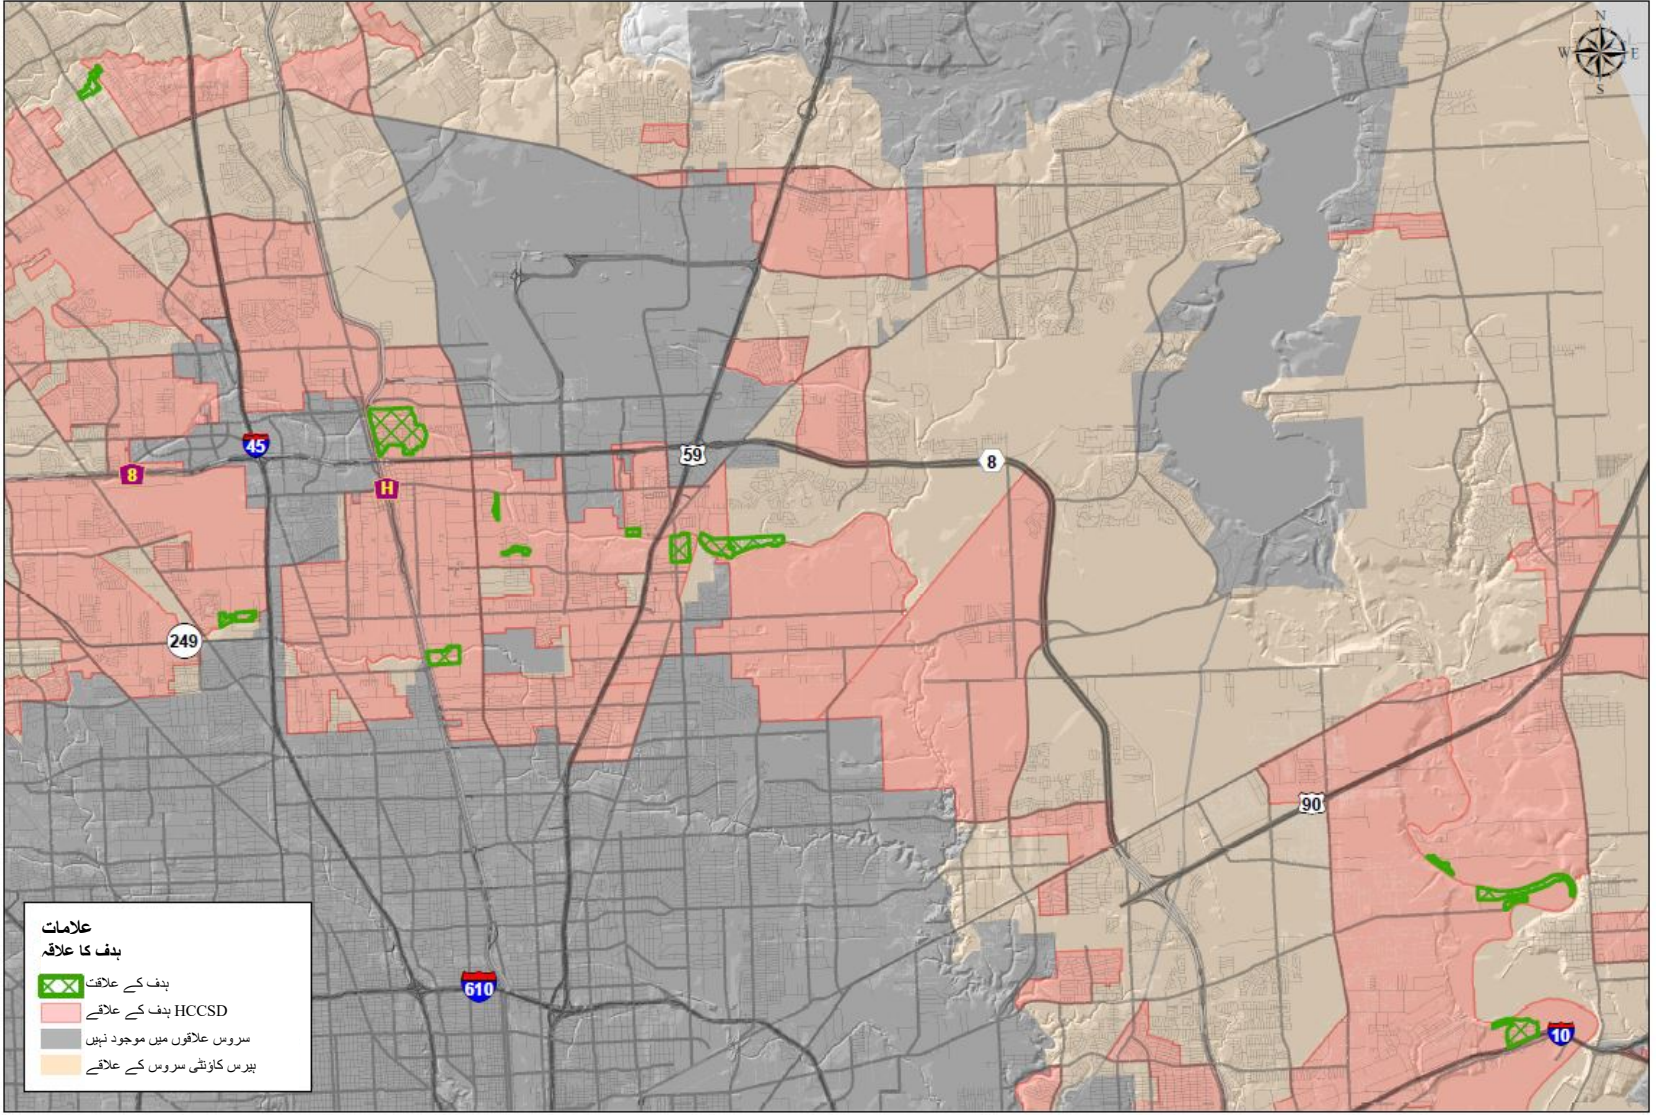 N
W E
S
45
8
H
59
8
249
90
610
10
علامات
ہدف کا علاقہ
ہدف کے علاقت
HCCSD ہدف کے علاقے
سروس علاقوں میں موجود نہیں
ہیرس کاؤنٹی سروس کے علاقے